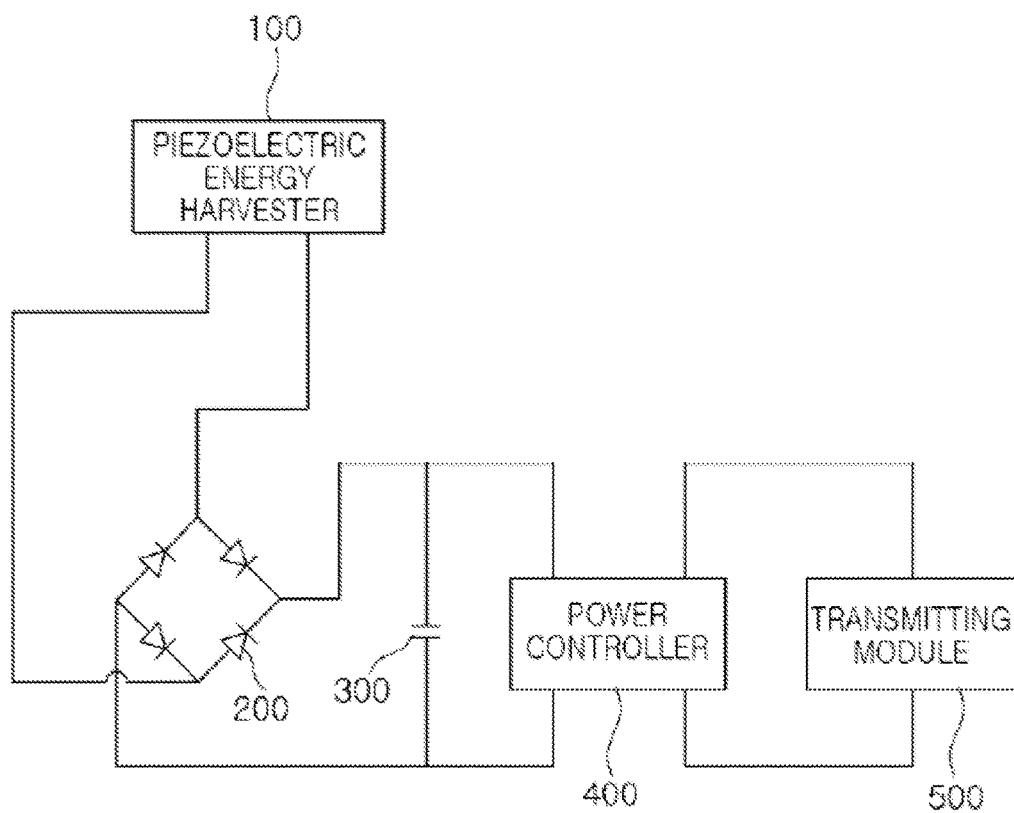 100
PIEZOELECTRIC
ENERGY
HARVESTER
200
300
POWER
CONTROLLER
400
TRANSMITTING
MODULE
500